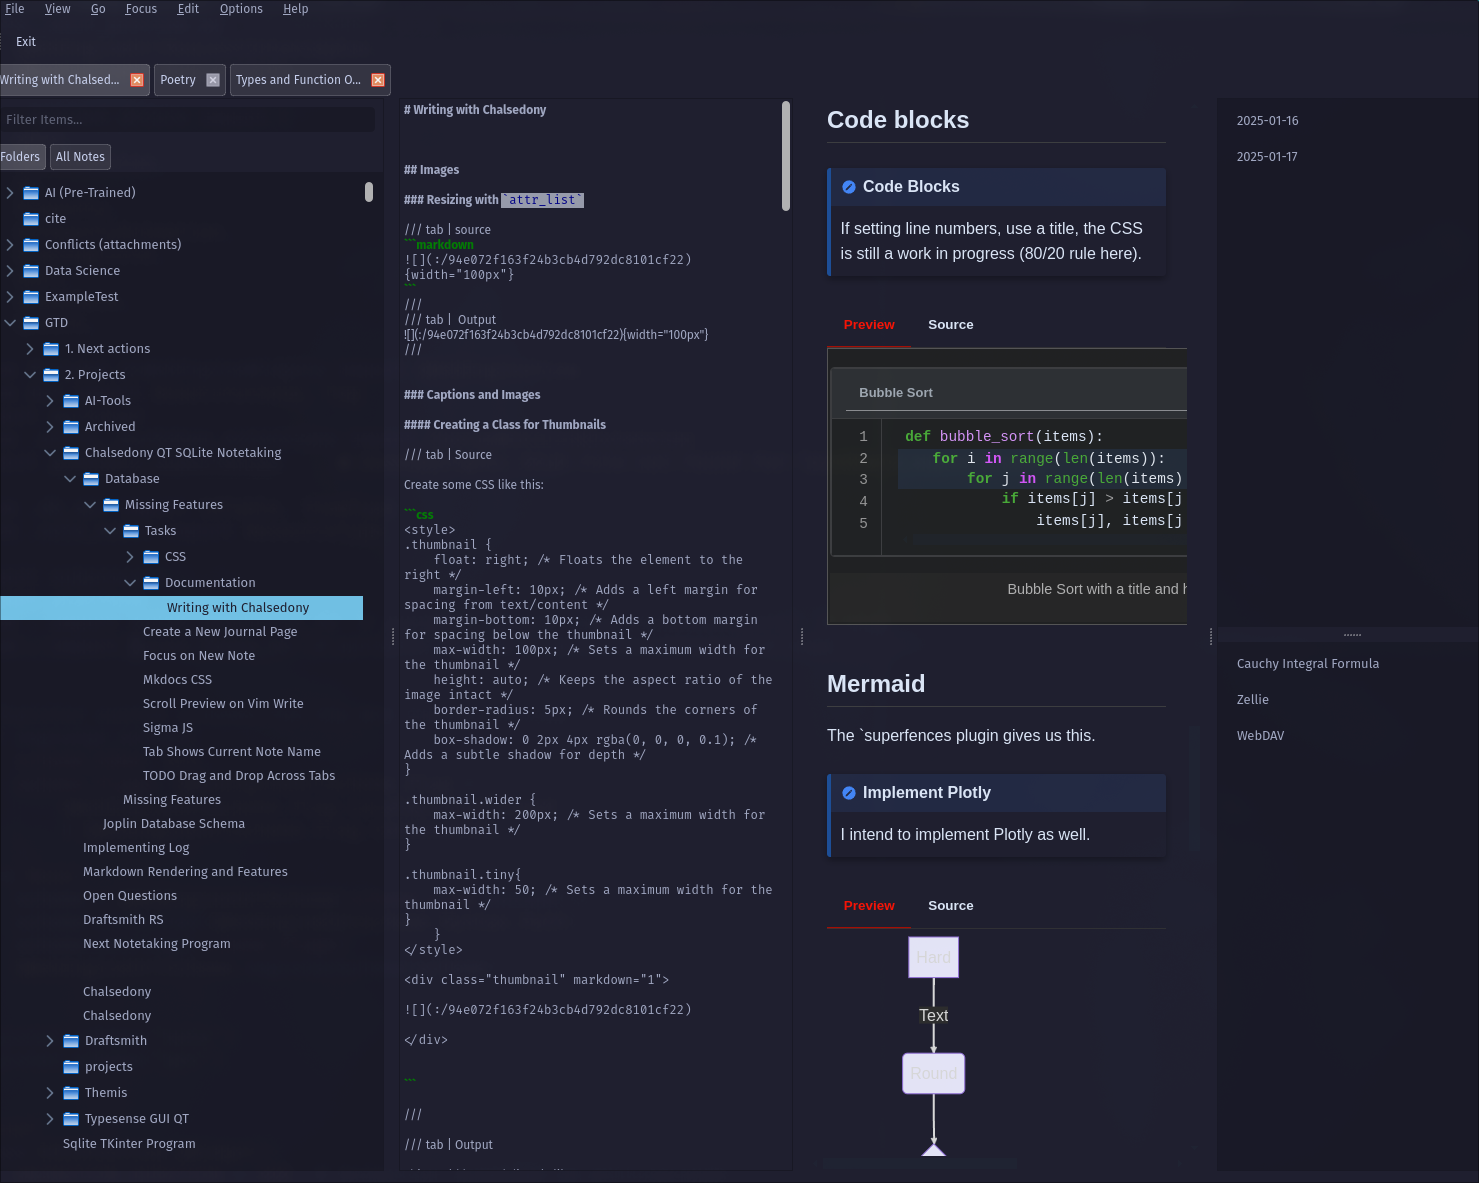 File View Go Focus Edit Options Help
Exit
Writing with Chalsed...
Poetry
Types and Function O...
Filter Items...
Folders
All Notes
AI (Pre-Trained)
cite
Conflicts (attachments)
Data Science
ExampleTest
GTD
1. Next actions
2. Projects
AI-Tools
Archived
Chalsedony QT SQLite Notetaking
Database
Missing Features
Tasks
CSS
Documentation
Writing with Chalsedony
Create a New Journal Page
Focus on New Note
Mkdocs CSS
Scroll Preview on Vim Write
Sigma JS
Tab Shows Current Note Name
TODO Drag and Drop Across Tabs
Missing Features
Joplin Database Schema
Implementing Log
Markdown Rendering and Features
Open Questions
Draftsmith RS
Next Notetaking Program
Chalsedony
Chalsedony
Draftsmith
projects
Themis
Typesense GUI QT
Sqlite TKinter Program
# Writing with Chalsedony
## Images
### Resizing with `attr_list`
/// tab | source
```markdown
![](:/94e072f163f24b3cb4d792dc8101cf22)
{width="100px"}
```
///
/// tab |  Output
![](:/94e072f163f24b3cb4d792dc8101cf22){width="100px"}
///
### Captions and Images
#### Creating a Class for Thumbnails
/// tab | Source
Create some CSS like this:
```css
<style>
.thumbnail {
    float: right; /* Floats the element to the
right */
    margin-left: 10px; /* Adds a left margin for
spacing from text/content */
    margin-bottom: 10px; /* Adds a bottom margin
for spacing below the thumbnail */
    max-width: 100px; /* Sets a maximum width for
the thumbnail */
    height: auto; /* Keeps the aspect ratio of the
image intact */
    border-radius: 5px; /* Rounds the corners of
the thumbnail */
    box-shadow: 0 2px 4px rgba(0, 0, 0, 0.1); /*
Adds a subtle shadow for depth */
}
.thumbnail.wider {
    max-width: 200px; /* Sets a maximum width for
the thumbnail */
}
.thumbnail.tiny{
    max-width: 50; /* Sets a maximum width for the
thumbnail */
}
    }
</style>
<div class="thumbnail" markdown="1">
![](:/94e072f163f24b3cb4d792dc8101cf22)
</div>
```
///
/// tab | Output
Code blocks
Code Blocks
If setting line numbers, use a title, the CSS
is still a work in progress (80/20 rule here).
Preview Source
Bubble Sort
1 def bubble_sort(items):
2 for i in range(len(items)):
3 for j in range(len(items)
4 if items[j] > items[j
5 items[j], items[j
Bubble Sort with a title and h
Mermaid
The `superfences plugin gives us this.
Implement Plotly
I intend to implement Plotly as well.
Preview Source
Hard
Text
Round
2025-01-16
2025-01-17
Cauchy Integral Formula
Zellie
WebDAV